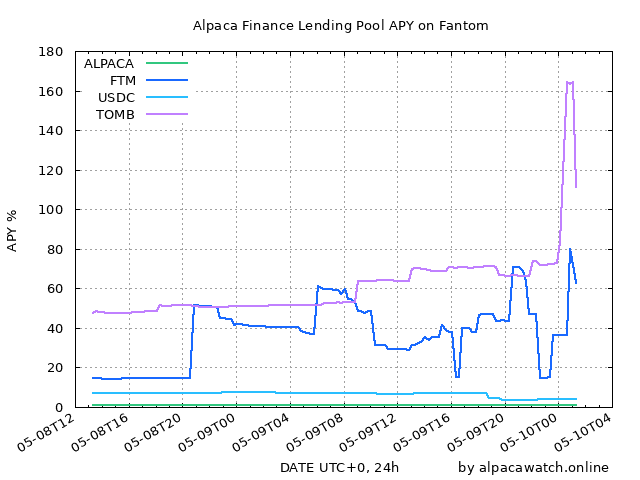 Alpaca Finance Lending Pool APY on Fantom
180
160
140
120
100
80
60
40
20
0
APY %
ALPACA
FTM
USDC
TOMB
05-08T12
05-08T16
05-08T20
05-09T00
05-09T04
05-09T08
05-09T12
05-09T16
05-09T20
05-10T00
05-10T04
DATE UTC+0, 24h
by alpacawatch.online